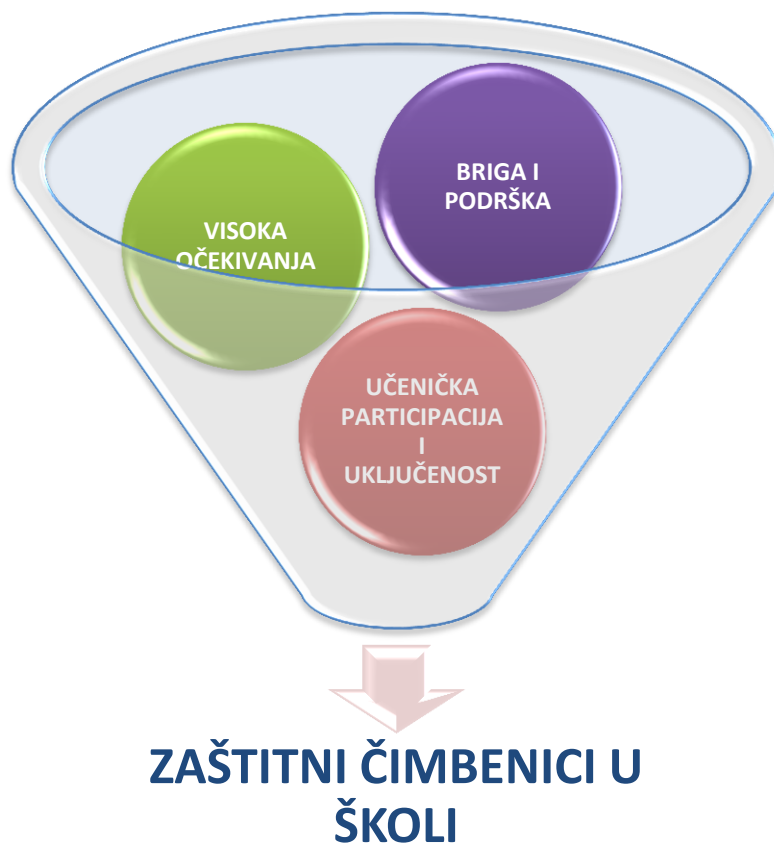 BRIGA I
PODRŠKA
VISOKA
OČEKIVANJA
UČENIČKA
PARTICIPACIJA
I
UKLJUČENOST
ZAŠTITNI ČIMBENICI U
ŠKOLI